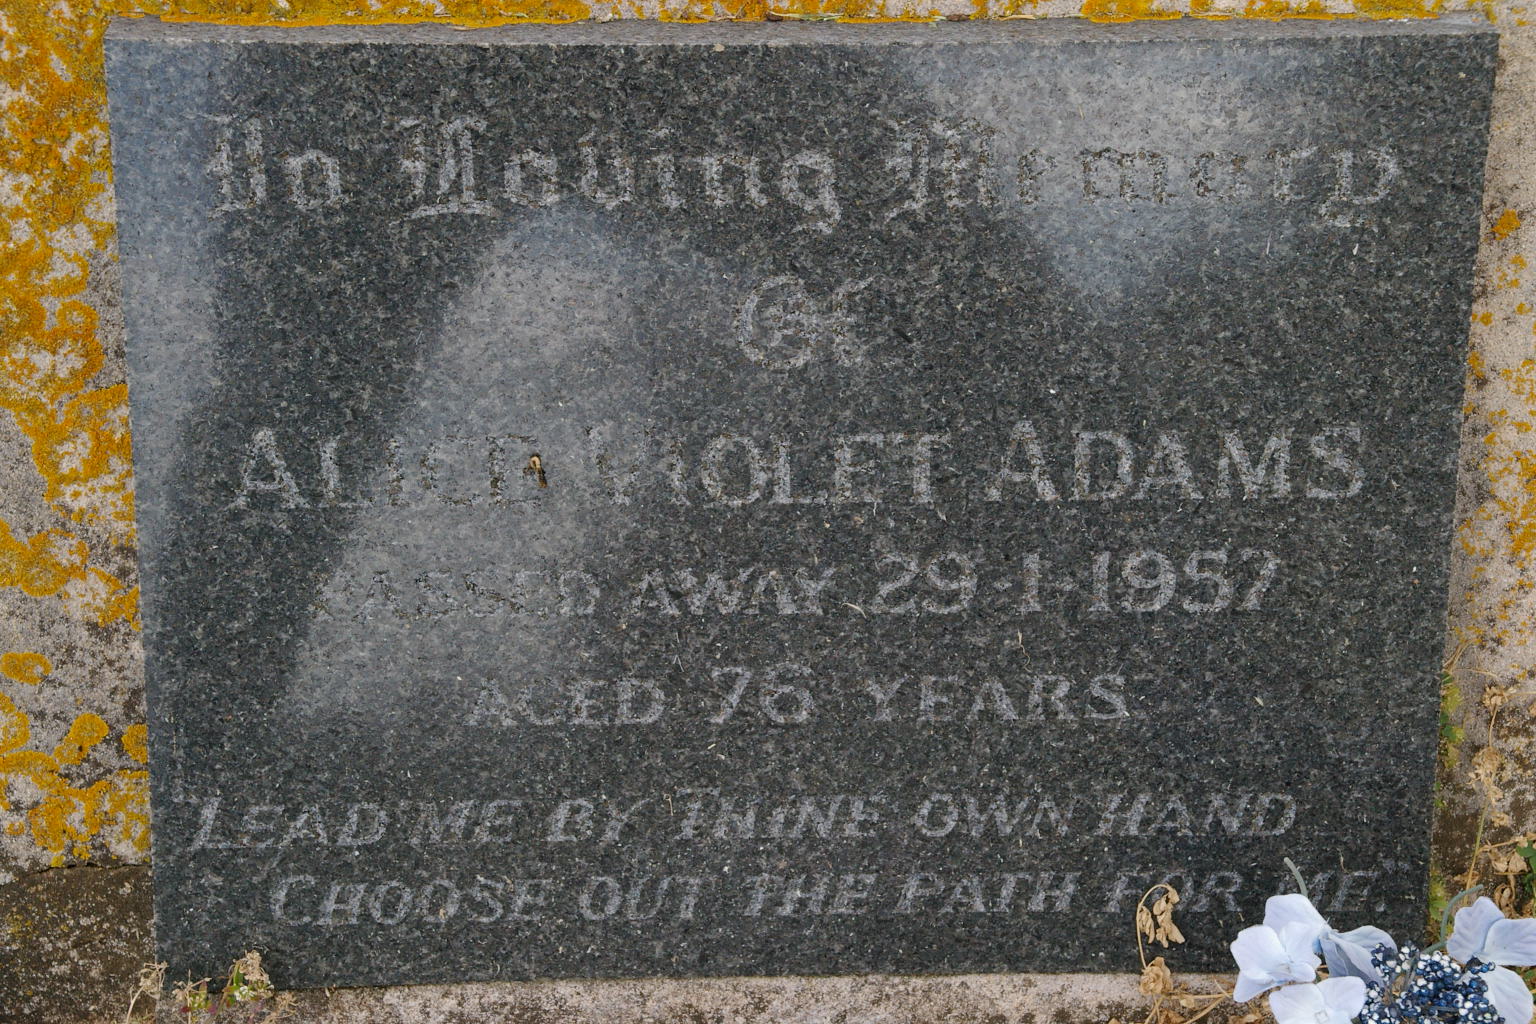 In Loving Memory
Of
ALICE VIOLET ADAMS
PASSED AWAY 29-1-1957
AGED 76 YEARS
"LEAD ME BY THINE OWN HAND
CHOOSE OUT THE PATH FOR ME."